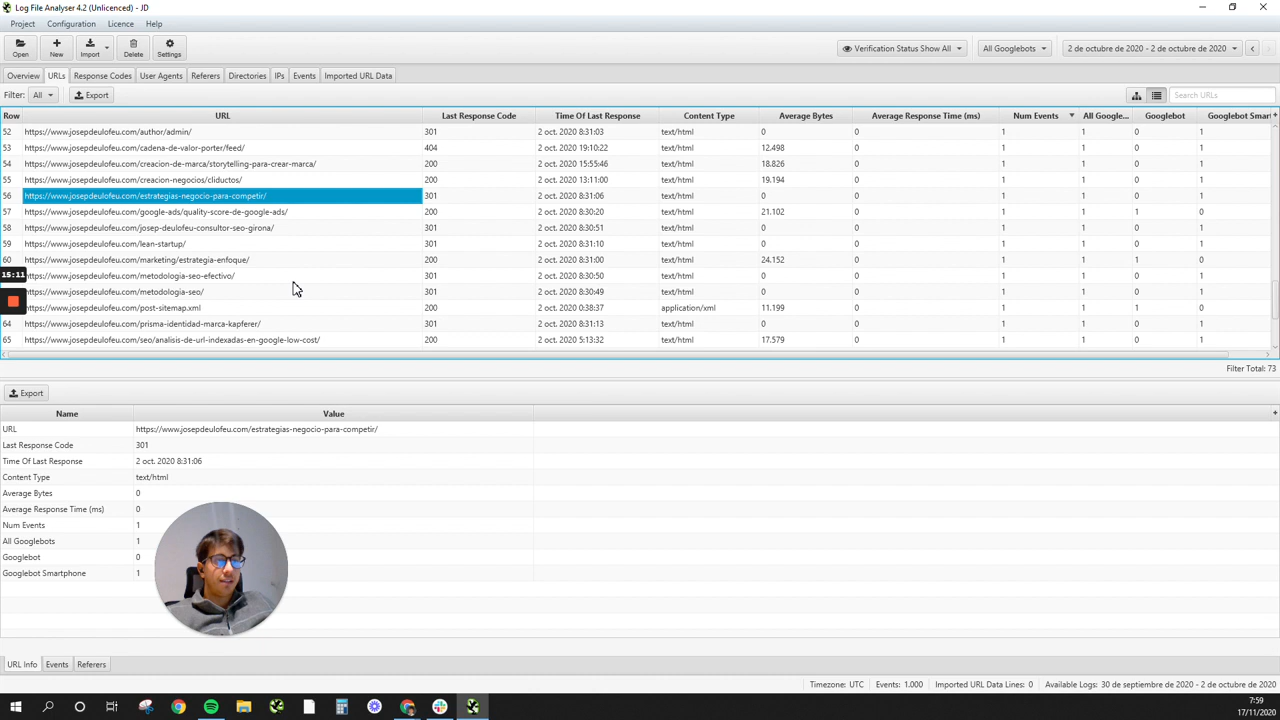 Log File Analyser 4.2 (Unlicenced) - JD
Project Configuration Licence Help
Open New Import Delete Settings Verification Status Show All All Googlebots 2 de octubre de 2020 - 2 de octubre de 2020
Overview URLs Response Codes User Agents Referers Directories IPs Events Imported URL Data
Filter: All Export Search URLs
Row URL Last Response Code Time Of Last Response Content Type Average Bytes Average Response Time (ms) Num Events All Google... Googlebot Googlebot Smar
52 https://www.josepdeulofeu.com/author/admin/ 301 2 oct. 2020 8:31:03 text/html 0 0 1 1 0 1
53 https://www.josepdeulofeu.com/cadena-de-valor-porter/feed/ 404 2 oct. 2020 19:10:22 text/html 12.498 0 1 1 0 1
54 https://www.josepdeulofeu.com/creacion-de-marca/storytelling-para-crear-marca/ 200 2 oct. 2020 15:55:46 text/html 18.826 0 1 1 0 1
55 https://www.josepdeulofeu.com/creacion-negocios/cliductos/ 200 2 oct. 2020 13:11:00 text/html 19.194 0 1 1 0 1
56 https://www.josepdeulofeu.com/estrategias-negocio-para-competir/ 301 2 oct. 2020 8:31:06 text/html 0 0 1 1 0 1
57 https://www.josepdeulofeu.com/google-ads/quality-score-de-google-ads/ 200 2 oct. 2020 8:30:20 text/html 21.102 0 1 1 1 0
58 https://www.josepdeulofeu.com/josep-deulofeu-consultor-seo-girona/ 301 2 oct. 2020 8:30:51 text/html 0 0 1 1 0 1
59 https://www.josepdeulofeu.com/lean-startup/ 301 2 oct. 2020 8:31:10 text/html 0 0 1 1 0 1
60 https://www.josepdeulofeu.com/marketing/estrategia-enfoque/ 200 2 oct. 2020 8:31:00 text/html 24.152 0 1 1 1 0
15:11 https://www.josepdeulofeu.com/metodologia-seo-efectivo/ 301 2 oct. 2020 8:30:50 text/html 0 0 1 1 0 1
https://www.josepdeulofeu.com/metodologia-seo/ 301 2 oct. 2020 8:30:49 text/html 0 0 1 1 0 1
https://www.josepdeulofeu.com/post-sitemap.xml 200 2 oct. 2020 0:38:37 application/xml 11.199 0 1 1 1 0
64 https://www.josepdeulofeu.com/prisma-identidad-marca-kapferer/ 301 2 oct. 2020 8:31:13 text/html 0 0 1 1 0 1
65 https://www.josepdeulofeu.com/seo/analisis-de-url-indexadas-en-google-low-cost/ 200 2 oct. 2020 5:13:32 text/html 17.579 0 1 1 0 1
Filter Total: 73
Export
Name Value
URL https://www.josepdeulofeu.com/estrategias-negocio-para-competir/
Last Response Code 301
Time Of Last Response 2 oct. 2020 8:31:06
Content Type text/html
Average Bytes 0
Average Response Time (ms) 0
Num Events 1
All Googlebots 1
Googlebot 0
Googlebot Smartphone 1
URL Info Events Referers
Timezone: UTC Events: 1.000 Imported URL Data Lines: 0 Available Logs: 30 de septiembre de 2020 - 2 de octubre de 2020
7:59
17/11/2020